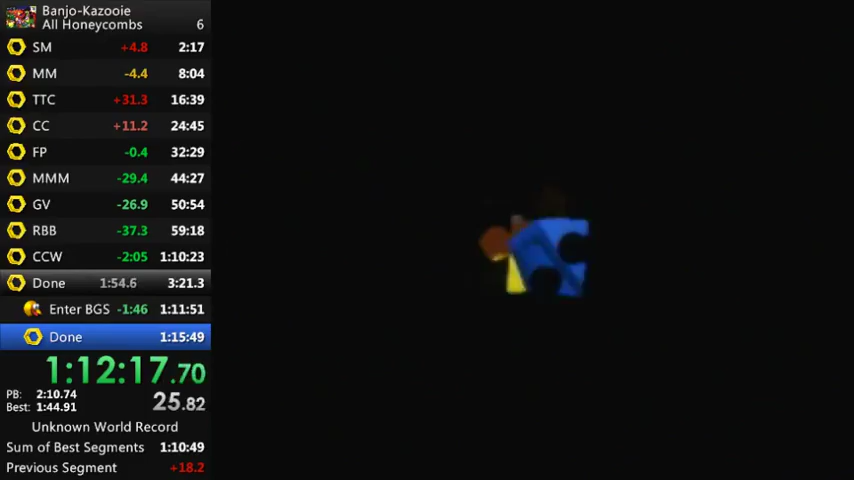 Banjo-Kazooie
All Honeycombs 6
SM +4.8 2:17
MM -4.4 8:04
TTC +31.3 16:39
CC +11.2 24:45
FP -0.4 32:29
MMM -29.4 44:27
GV -26.9 50:54
RBB -37.3 59:18
CCW -2:05 1:10:23
Done 1:54.6 3:21.3
Enter BGS -1:46 1:11:51
Done 1:15:49
1:12:17.70
PB: 2:10.74
Best: 1:44.91
25.82
Unknown World Record
Sum of Best Segments 1:10:49
Previous Segment +18.2